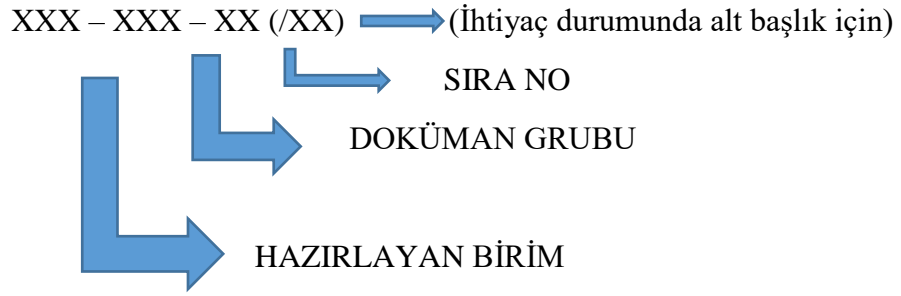 XXX – XXX – XX (/XX) (İhtiyaç durumunda alt başlık için)
SIRA NO
DOKÜMAN GRUBU
HAZIRLAYAN BİRİM